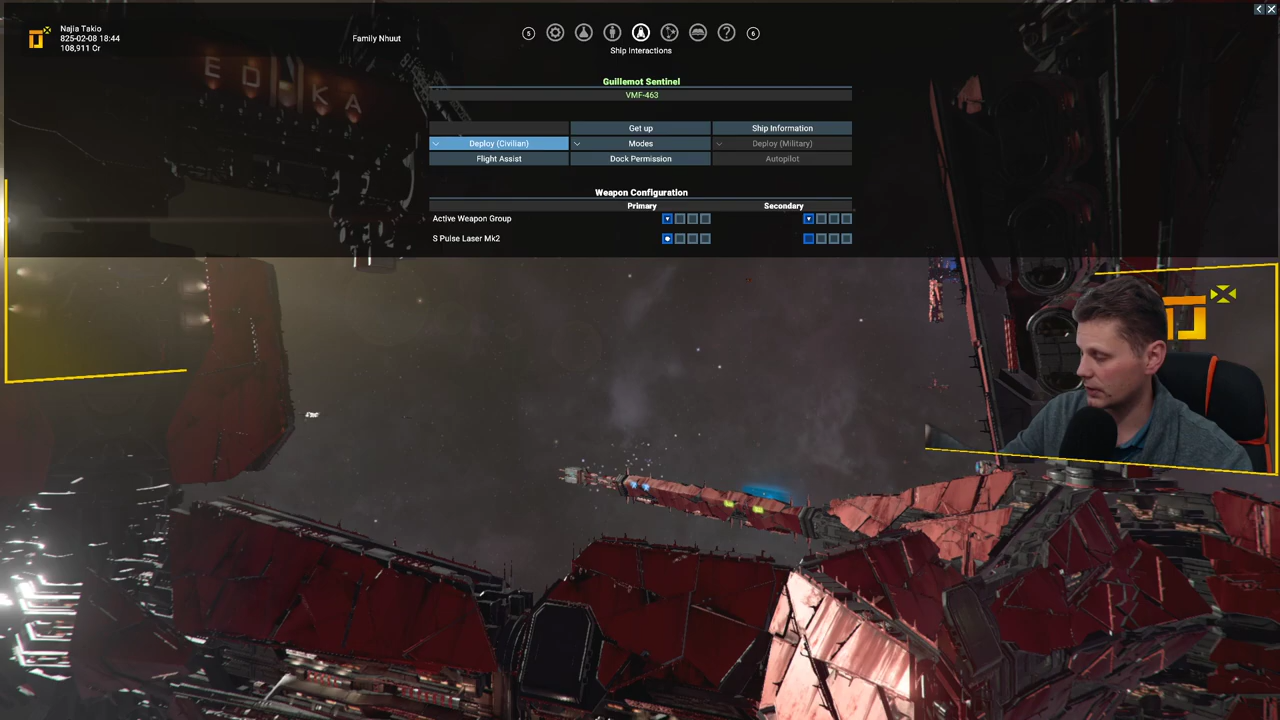 Najia Takio
825-02-08 18:44
108,911 Cr
Family Nhuut
5
6
Ship Interactions
Guillemot Sentinel
VMF-463
Get up
Ship Information
Deploy (Civilian)
Modes
Deploy (Military)
Flight Assist
Dock Permission
Autopilot
Weapon Configuration
Primary
Secondary
Active Weapon Group
S Pulse Laser Mk2